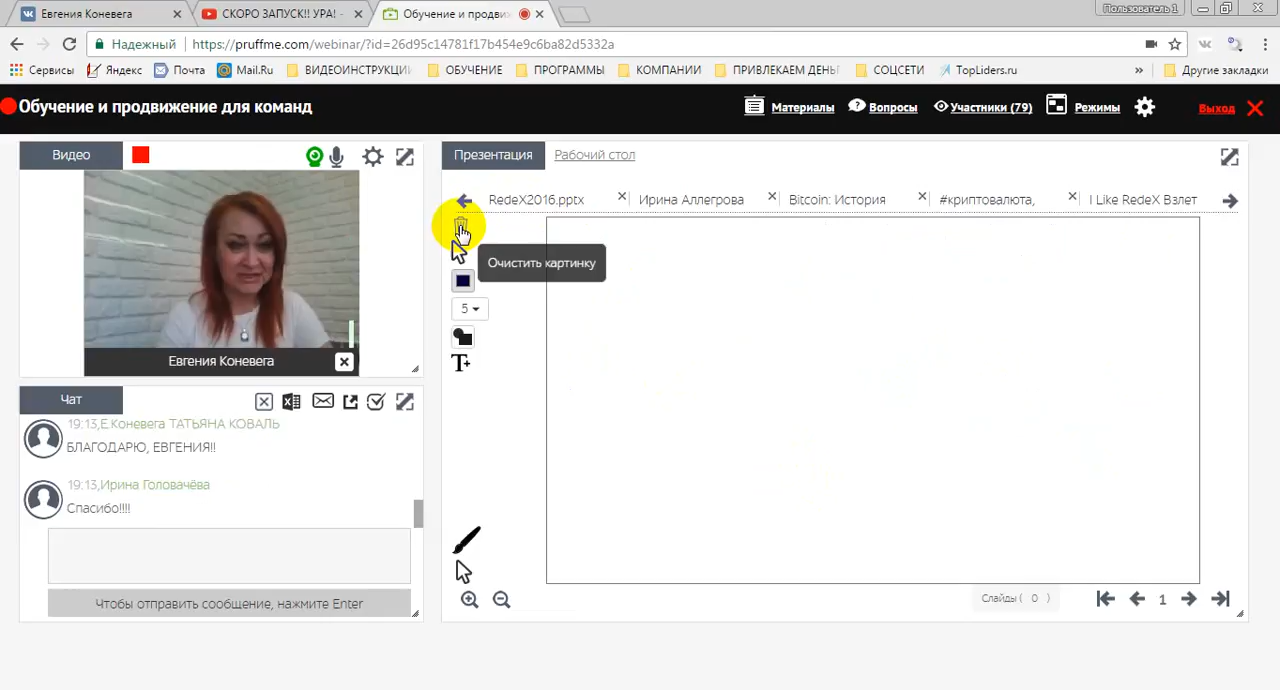 Евгения Коневега
СКОРО ЗАПУСК!! УРА! -
Обучение и продви
Пользователь 1
Надежный
https://pruffme.com/webinar/?id=26d95c14781f17b454e9c6ba82d5332a
Сервисы
Яндекс
Почта
Mail.Ru
ВИДЕОИНСТРУКЦИ
ОБУЧЕНИЕ
ПРОГРАММЫ
КОМПАНИИ
ПРИВЛЕКАЕМ ДЕНЬ
СОЦСЕТИ
TopLiders.ru
»
Другие закладки
Обучение и продвижение для команд
Материалы
Вопросы
Участники (79)
Режимы
Выход
Видео
Евгения Коневега
Чат
19:13,Е.Коневега ТАТЬЯНА КОВАЛЬ
БЛАГОДАРЮ, ЕВГЕНИЯ!!
19:13,Ирина Головачёва
Спасибо!!!!
Чтобы отправить сообщение, нажмите Enter
Презентация
Рабочий стол
RedeX2016.pptx
Ирина Аллегрова
Bitcoin: История
#криптовалюта,
I Like RedeX Взлет
Очистить картинку
5
T+
Слайды ( 0 )
1